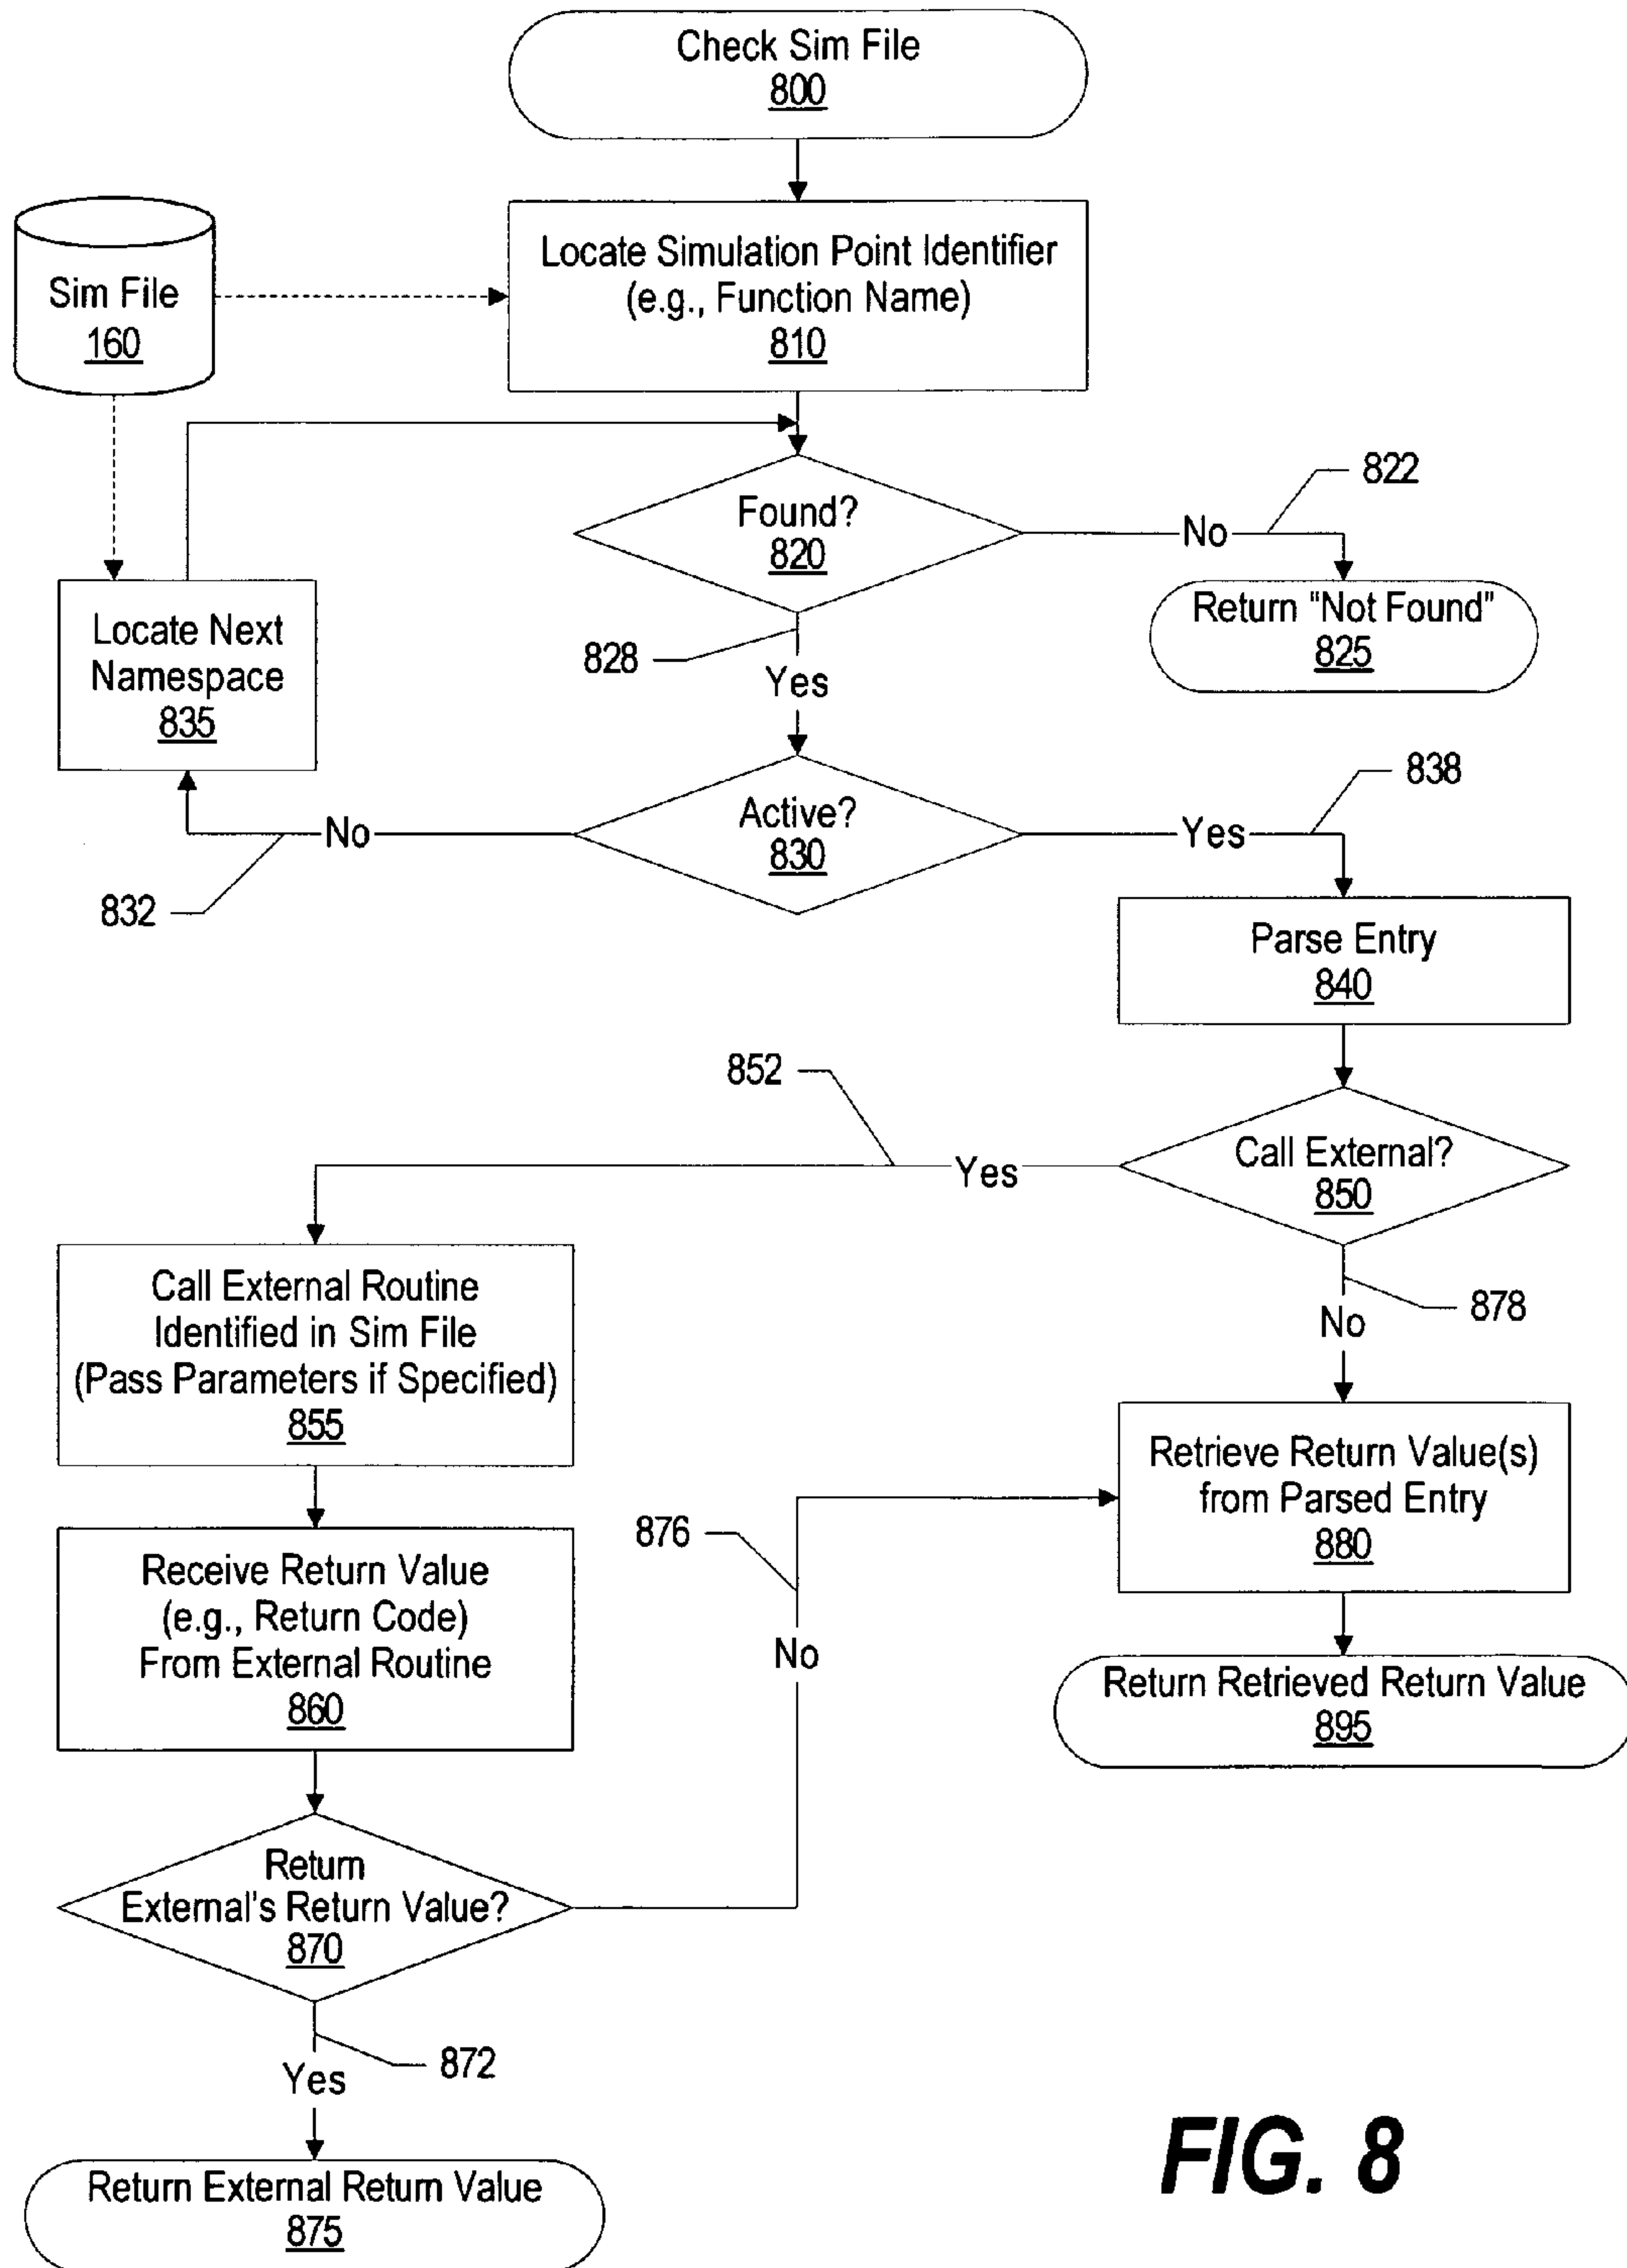 Check Sim File
800
Sim File
160
Locate Simulation Point Identifier
(e.g., Function Name)
810
Found?
820
No
822
Return "Not Found"
825
Locate Next
Namespace
835
828
Yes
Active?
830
No
832
Yes
838
Parse Entry
840
Call External?
850
Yes
852
No
878
Call External Routine
Identified in Sim File
(Pass Parameters if Specified)
855
Receive Return Value
(e.g., Return Code)
From External Routine
860
876
No
Retrieve Return Value(s)
from Parsed Entry
880
Return Retrieved Return Value
895
Return
External's Return Value?
870
872
Yes
Return External Return Value
875
FIG. 8